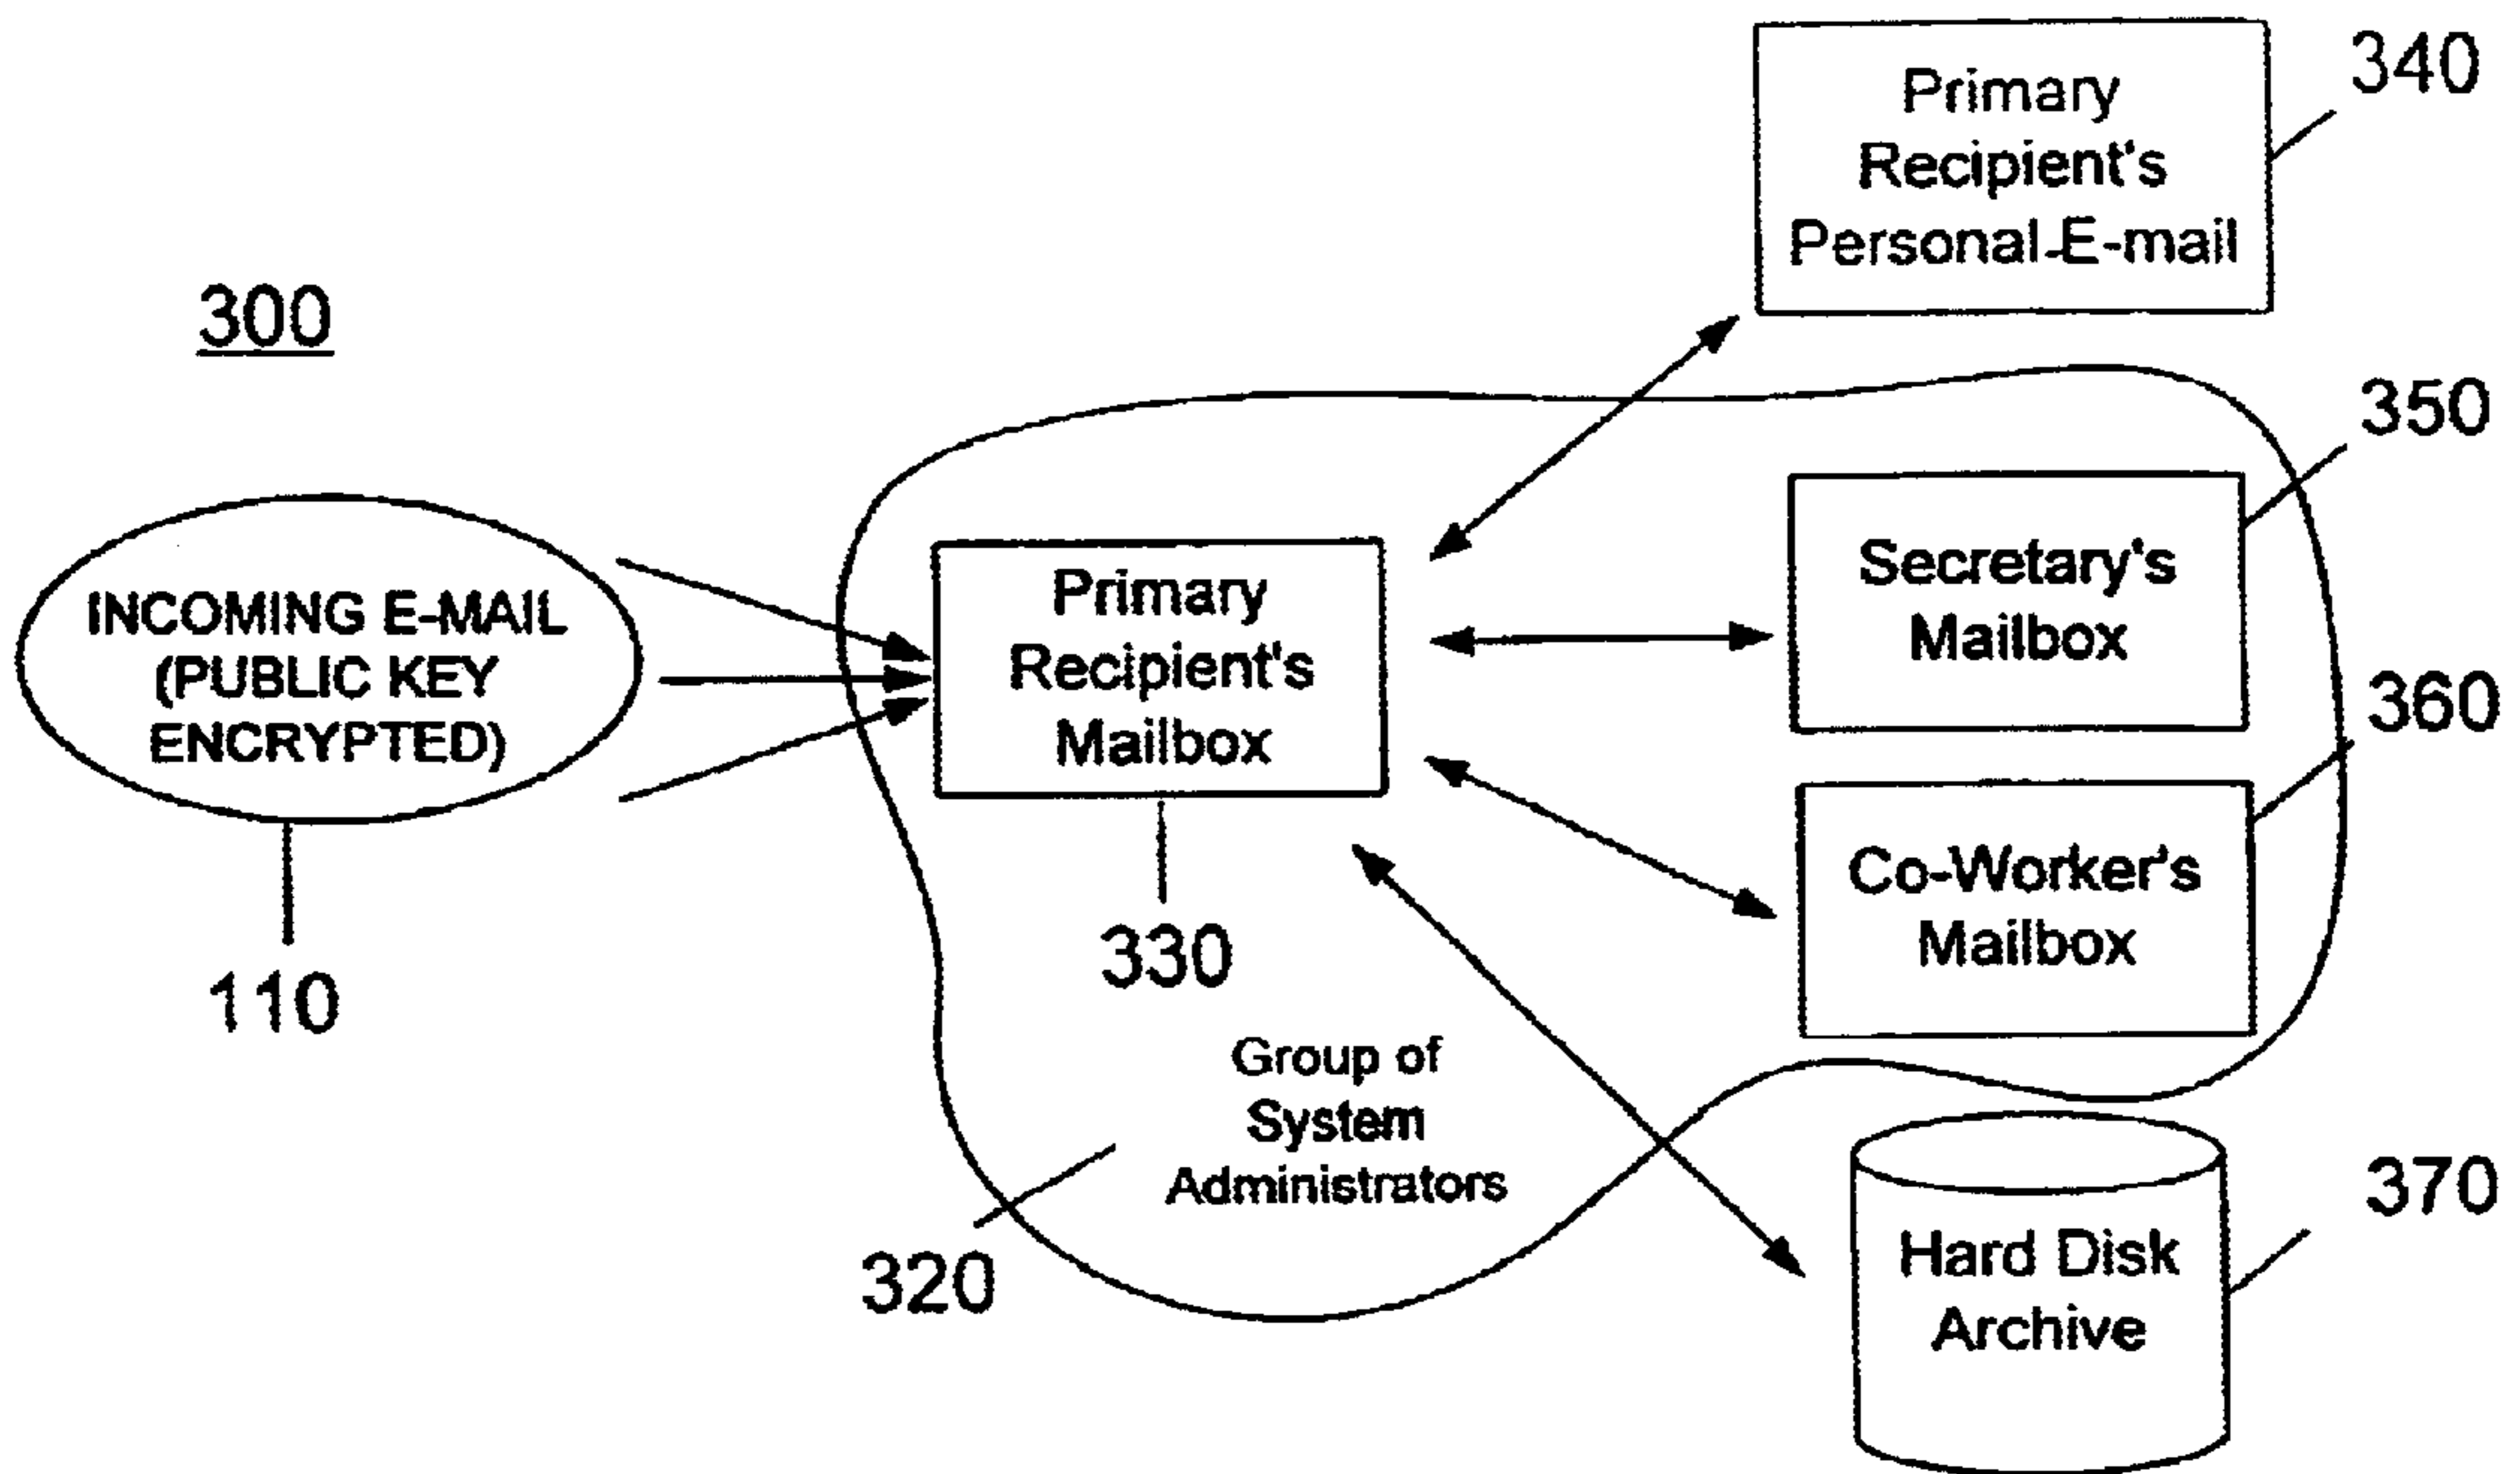 300
INCOMING E-MAIL
(PUBLIC KEY
ENCRYPTED)
110
Primary
Recipient's
Mailbox
330
Group of
System
Administrators
320
Primary
Recipient's
Personal-E-mail
340
Secretary's
Mailbox
350
Co-Worker's
Mailbox
360
Hard Disk
Archive
370